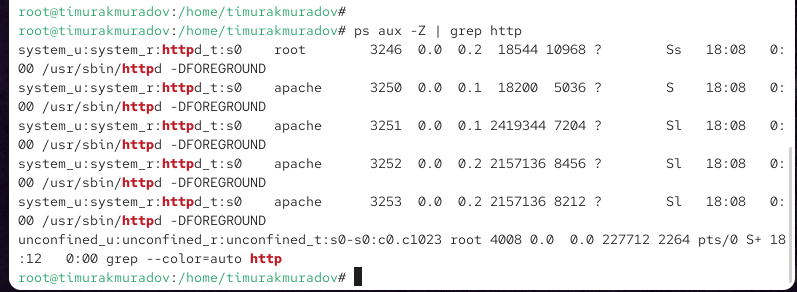 root@timurakmuradov:/home/timurakmuradov#
root@timurakmuradov:/home/timurakmuradov# ps aux -Z | grep http
system_u:system_r:httpd_t:s0    root        3246  0.0  0.2  18544 10968 ?        Ss   18:08   0:
00 /usr/sbin/httpd -DFOREGROUND
system_u:system_r:httpd_t:s0    apache      3250  0.0  0.1  18200  5036 ?        S    18:08   0:
00 /usr/sbin/httpd -DFOREGROUND
system_u:system_r:httpd_t:s0    apache      3251  0.0  0.1 2419344 7204 ?        Sl   18:08   0:
00 /usr/sbin/httpd -DFOREGROUND
system_u:system_r:httpd_t:s0    apache      3252  0.0  0.2 2157136 8456 ?        Sl   18:08   0:
00 /usr/sbin/httpd -DFOREGROUND
system_u:system_r:httpd_t:s0    apache      3253  0.0  0.2 2157136 8212 ?        Sl   18:08   0:
00 /usr/sbin/httpd -DFOREGROUND
unconfined_u:unconfined_r:unconfined_t:s0-s0:c0.c1023 root 4008 0.0  0.0 227712 2264 pts/0 S+ 18
:12   0:00 grep --color=auto http
root@timurakmuradov:/home/timurakmuradov#